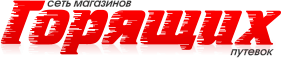 сеть магазинов
Горящих
путевок